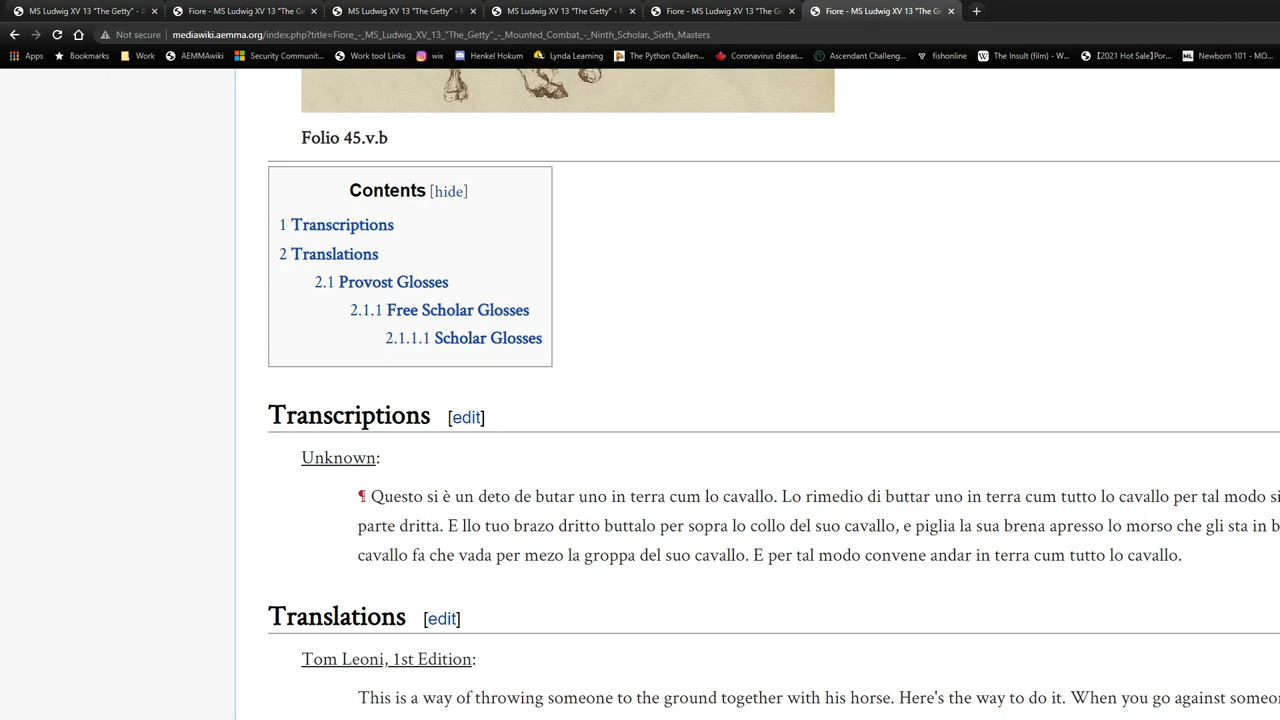 MS Ludwig XV 13 "The Getty" - A
Fiore - MS Ludwig XV 13 "The G
MS Ludwig XV 13 "The Getty" - M
MS Ludwig XV 13 "The Getty" -
Fiore - MS Ludwig XV 13 "The G
Fiore - MS Ludwig XV 13 "The G
Not secure mediawiki.aemma.org/index.php?title=Fiore_-_MS_Ludwig_XV_13_"The_Getty"_-_Mounted_Combat_-_Ninth_Scholar,_Sixth_Masters
Apps Bookmarks Work AEMMAwiki Security Communit... Work tool Links wix Henkel Hokum Lynda Learning The Python Challen... Coronavirus diseas... Ascendant Challeng... fishonline The Insult (film) - W... 【2021 Hot Sale】Por... Newborn 101 - MO...
Folio 45.v.b
Contents [hide]
1 Transcriptions
2 Translations
2.1 Provost Glosses
2.1.1 Free Scholar Glosses
2.1.1.1 Scholar Glosses
Transcriptions [edit]
Unknown:
¶ Questo si è un deto de butar uno in terra cum lo cavallo. Lo rimedio di buttar uno in terra cum tutto lo cavallo per tal modo si
parte dritta. E llo tuo brazo dritto buttalo per sopra lo collo del suo cavallo, e piglia la sua brena apresso lo morso che gli sta in b
cavallo fa che vada per mezo la groppa del suo cavallo. E per tal modo convene andar in terra cum tutto lo cavallo.
Translations [edit]
Tom Leoni, 1st Edition:
This is a way of throwing someone to the ground together with his horse. Here's the way to do it. When you go against someo